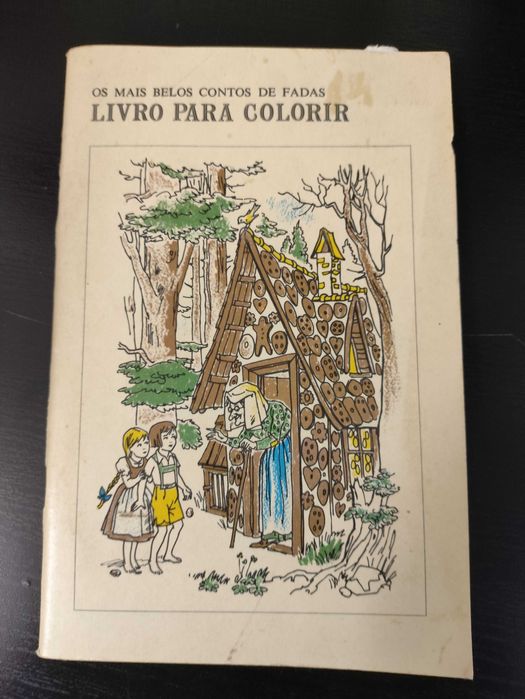 OS MAIS BELOS CONTOS DE FADAS
LIVRO PARA COLORIR